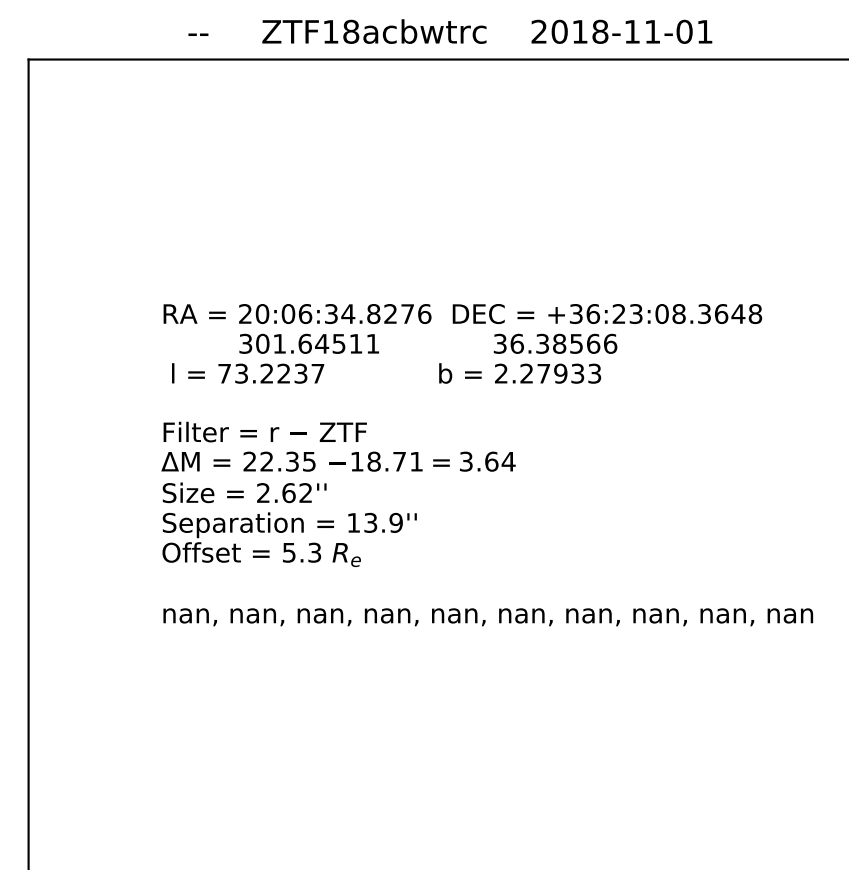 -- ZTF18acbwtrc 2018-11-01
RA = 20:06:34.8276 DEC = +36:23:08.3648
301.64511 36.38566
l = 73.2237 b = 2.27933
Filter = r − ZTF
ΔM = 22.35 −18.71 = 3.64
Size = 2.62''
Separation = 13.9''
Offset = 5.3 Rₑ
nan, nan, nan, nan, nan, nan, nan, nan, nan, nan